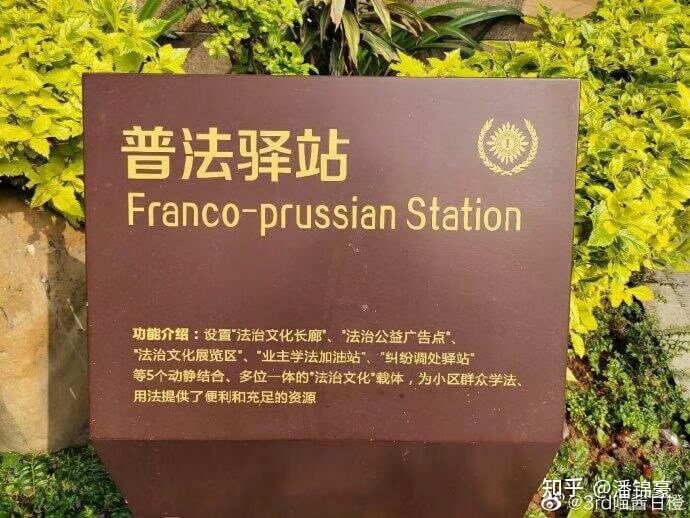 普法驿站
Franco-prussian Station
功能介绍：设置"法治文化长廊"、"法治公益广告点"、
"法治文化展览区"、"业主学法加油站"、"纠纷调处驿站"
等5个动静结合、多位一体的"法治文化"载体，为小区群众学法、
用法提供了便利和充足的资源
知乎 @潘锦豪